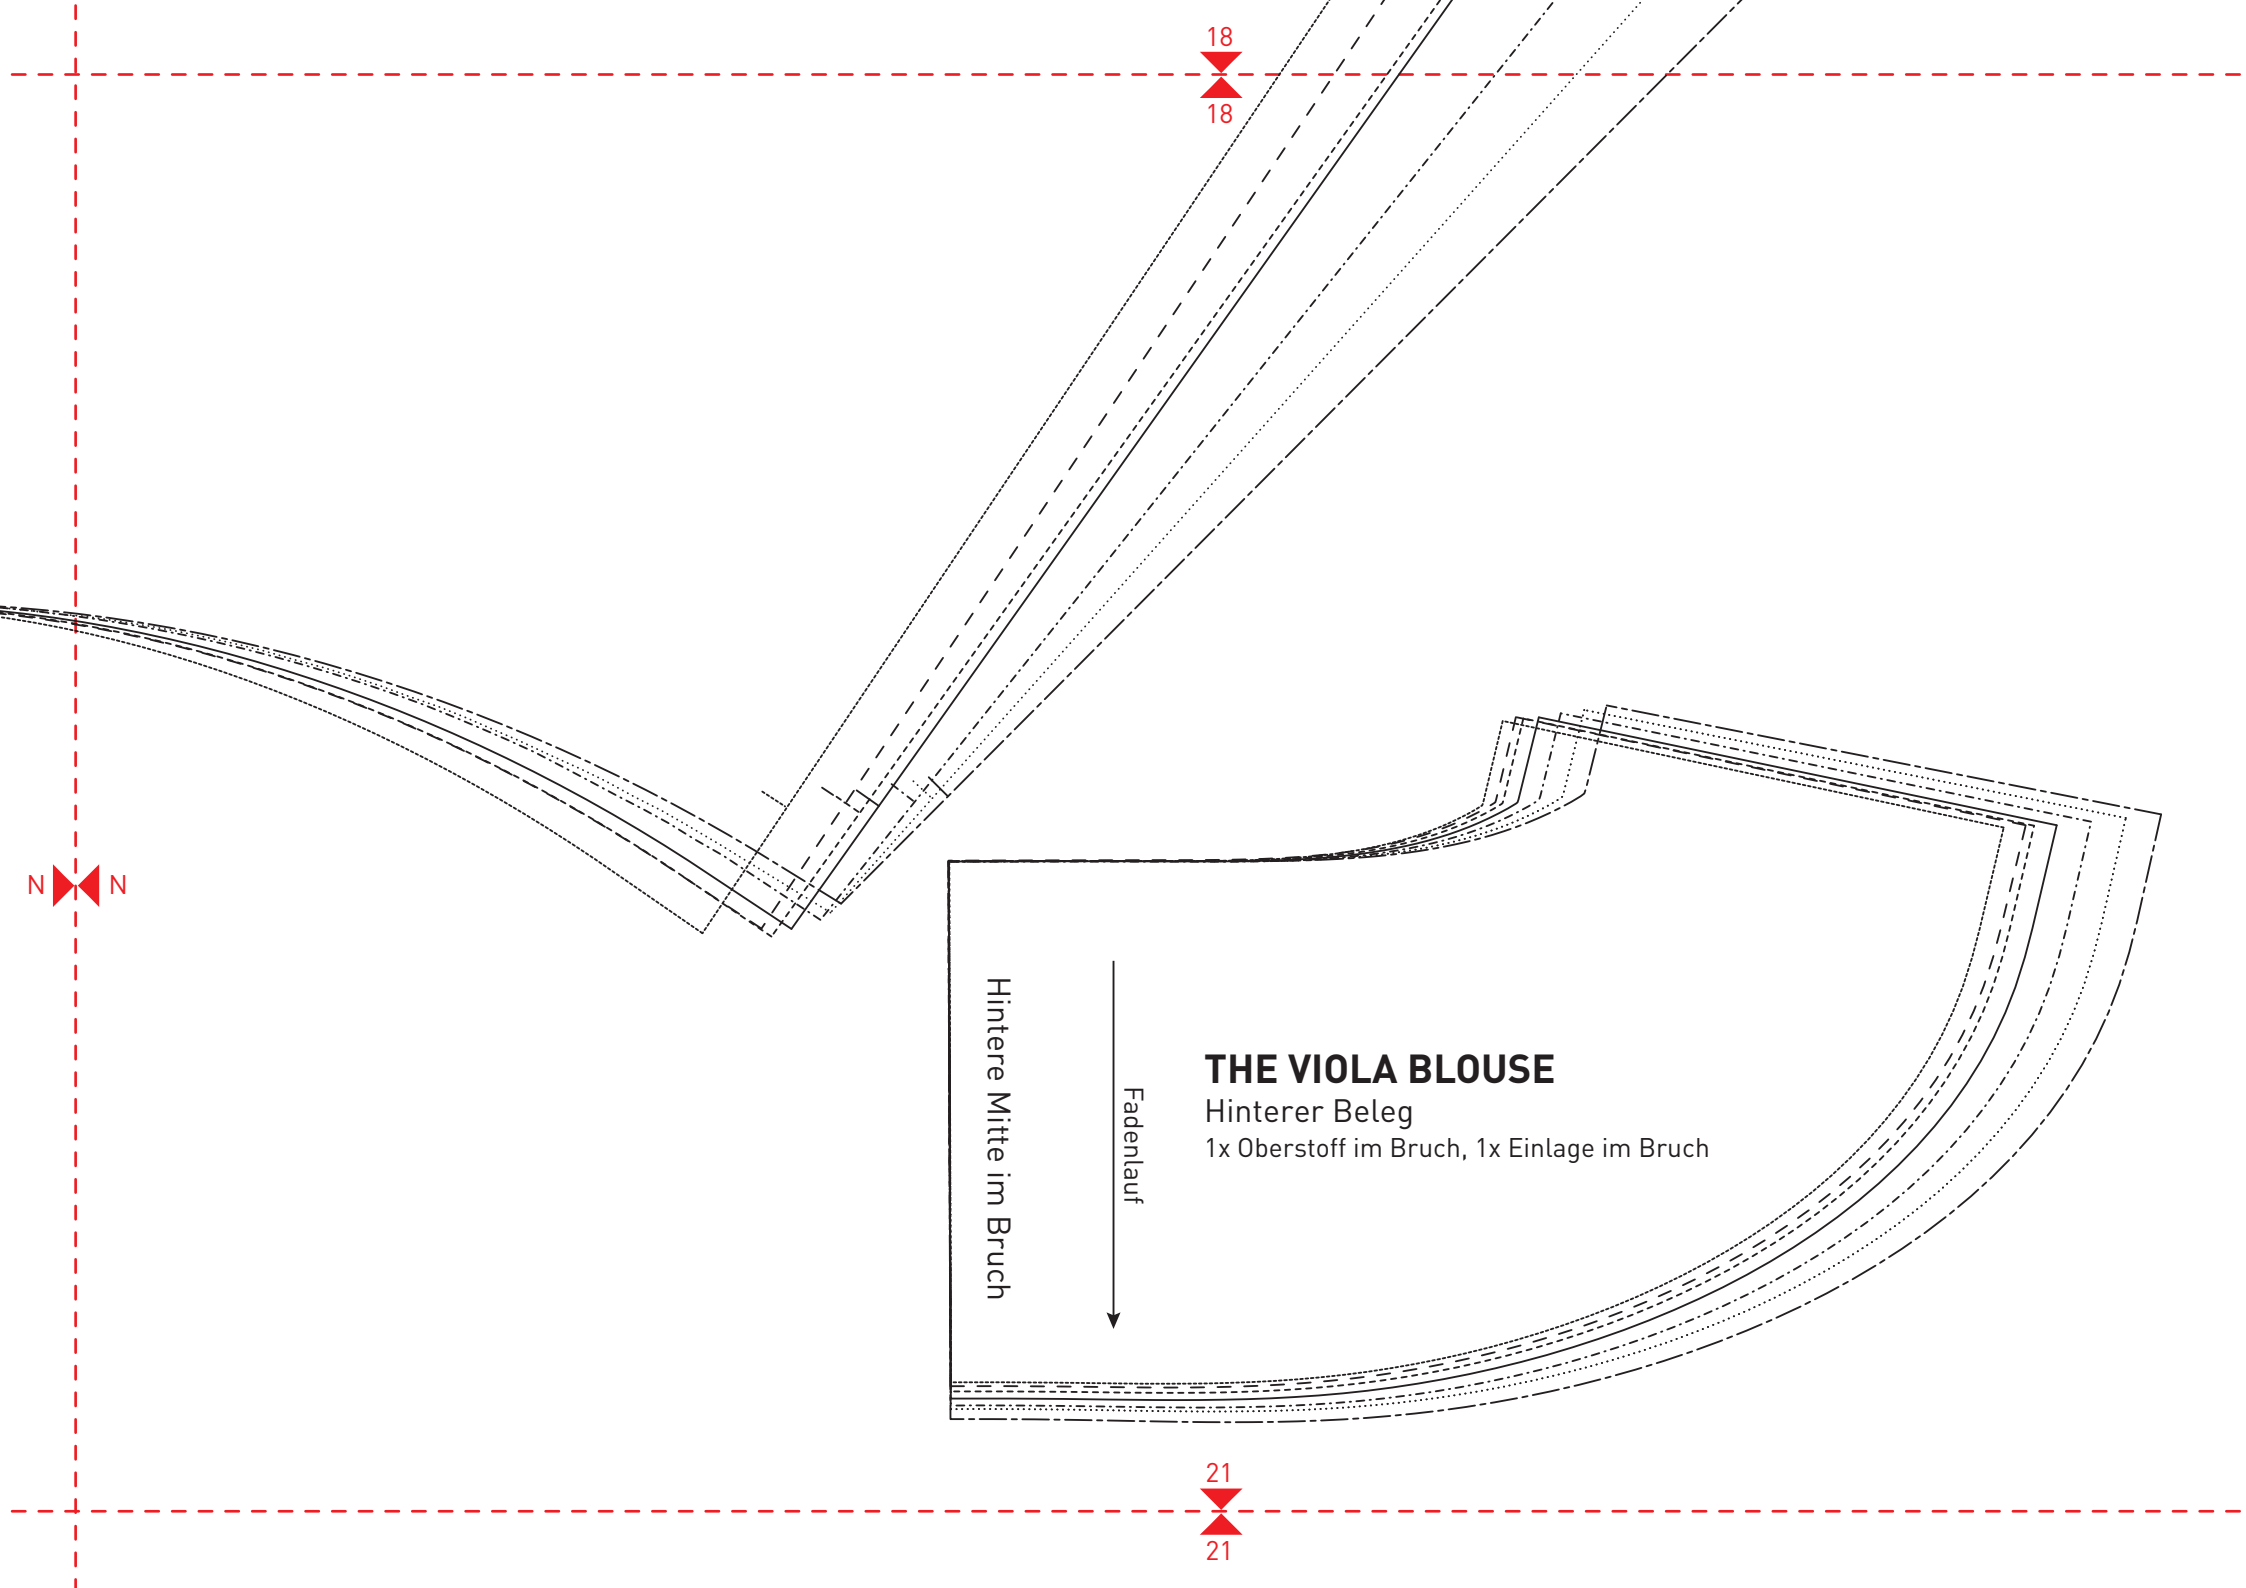 18
18
N N
Hintere Mitte im Bruch
Fadenlauf
THE VIOLA BLOUSE
Hinterer Beleg
1x Oberstoff im Bruch, 1x Einlage im Bruch
21
21